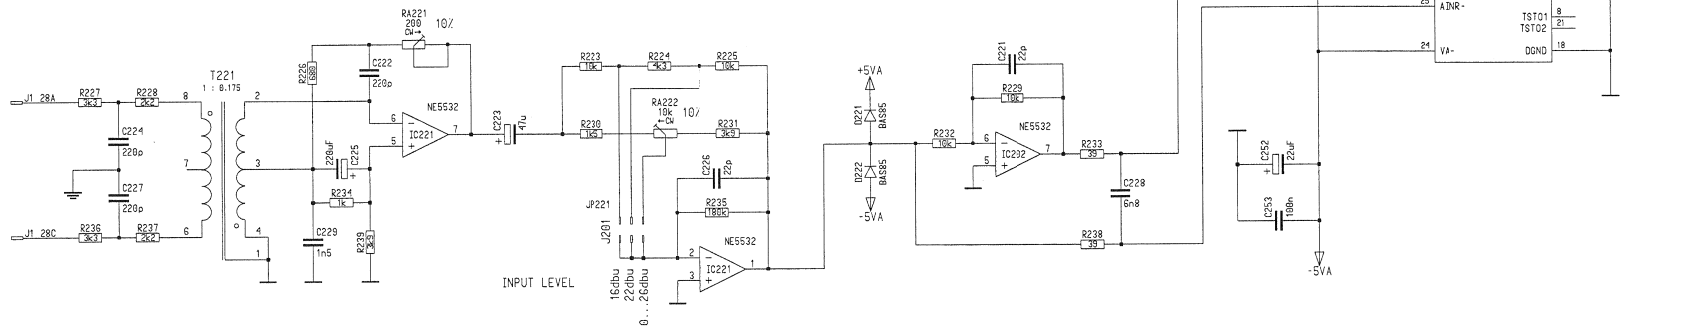 RA221
200
CW→
10%
T221
1 : 0.175
R226
680
C222
220p
J1 28A
R227
3k3
R228
2k2
8
2
C224
220p
7
3
C227
220p
J1 28C
R236
3k3
R237
2k2
6
4
1
220uF
C225
+
R234
1k
C229
1n5
R239
3k9
NE5532
6
5
7
IC221
−
+
C223
47u
+
R223
10k
R224
4k3
R225
10k
RA222
10k
←CW
10%
R230
1k6
R231
3k9
C226
22p
R235
180k
JP221
J201
16dbu
22dbu
0...26dbu
INPUT LEVEL
NE5532
2
3
1
IC221
−
+
+5VA
D221
BAS85
D222
BAS85
-5VA
C221
22p
R229
10k
R232
10k
NE5532
6
5
7
IC202
−
+
R233
39
C228
6n8
R238
39
25
AINR-
TSTO1
8
TSTO2
21
24
VA-
DGND
18
C252
22uF
+
C253
100n
-5VA